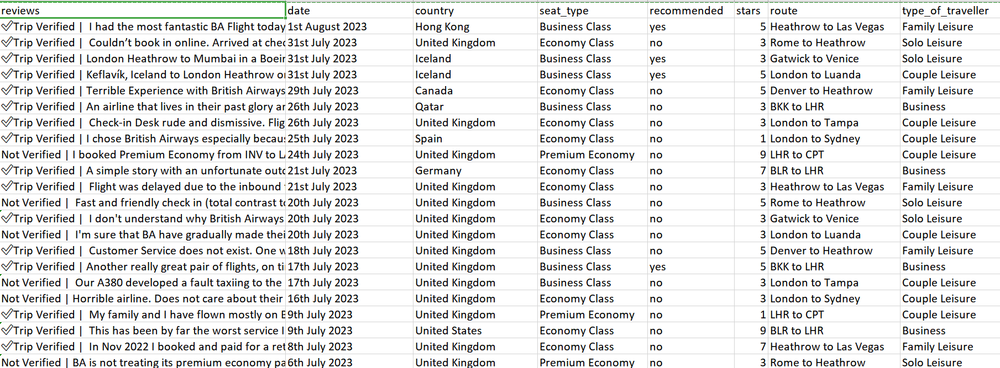 reviews date country seat_type recommended stars route type_of_traveller
✅Trip Verified | I had the most fantastic BA Flight today 1st August 2023 Hong Kong Business Class yes 5 Heathrow to Las Vegas Family Leisure
✅Trip Verified | Couldn’t book in online. Arrived at chec 31st July 2023 United Kingdom Economy Class no 3 Rome to Heathrow Solo Leisure
✅Trip Verified | London Heathrow to Mumbai in a Boein 31st July 2023 Iceland Business Class yes 3 Gatwick to Venice Solo Leisure
✅Trip Verified | Keflavík, Iceland to London Heathrow on 31st July 2023 Iceland Business Class yes 5 London to Luanda Couple Leisure
✅Trip Verified | Terrible Experience with British Airways 29th July 2023 Canada Economy Class no 5 Denver to Heathrow Family Leisure
✅Trip Verified | An airline that lives in their past glory an 26th July 2023 Qatar Business Class no 3 BKK to LHR Business
✅Trip Verified | Check-in Desk rude and dismissive. Flig 26th July 2023 United Kingdom Economy Class no 3 London to Tampa Couple Leisure
✅Trip Verified | I chose British Airways especially becau 25th July 2023 Spain Economy Class no 1 London to Sydney Couple Leisure
Not Verified | I booked Premium Economy from INV to L 24th July 2023 United Kingdom Premium Economy no 9 LHR to CPT Couple Leisure
✅Trip Verified | A simple story with an unfortunate outc 21st July 2023 Germany Economy Class no 7 BLR to LHR Business
✅Trip Verified | Flight was delayed due to the inbound 21st July 2023 United Kingdom Economy Class no 3 Heathrow to Las Vegas Family Leisure
Not Verified | Fast and friendly check in (total contrast to 20th July 2023 United Kingdom Business Class no 5 Rome to Heathrow Solo Leisure
✅Trip Verified | I don't understand why British Airways 20th July 2023 United Kingdom Economy Class no 3 Gatwick to Venice Solo Leisure
Not Verified | I'm sure that BA have gradually made thei 20th July 2023 United Kingdom Economy Class no 3 London to Luanda Couple Leisure
✅Trip Verified | Customer Service does not exist. One w 18th July 2023 United Kingdom Business Class no 5 Denver to Heathrow Family Leisure
✅Trip Verified | Another really great pair of flights, on ti 17th July 2023 United Kingdom Business Class yes 5 BKK to LHR Business
Not Verified | Our A380 developed a fault taxiing to the 17th July 2023 United Kingdom Business Class no 3 London to Tampa Couple Leisure
Not Verified | Horrible airline. Does not care about their 16th July 2023 United Kingdom Economy Class no 3 London to Sydney Couple Leisure
✅Trip Verified | My family and I have flown mostly on B 9th July 2023 United Kingdom Premium Economy no 1 LHR to CPT Couple Leisure
✅Trip Verified | This has been by far the worst service I 9th July 2023 United States Economy Class no 9 BLR to LHR Business
✅Trip Verified | In Nov 2022 I booked and paid for a ret 8th July 2023 United Kingdom Economy Class no 7 Heathrow to Las Vegas Family Leisure
Not Verified | BA is not treating its premium economy pa 6th July 2023 United Kingdom Premium Economy no 3 Rome to Heathrow Solo Leisure